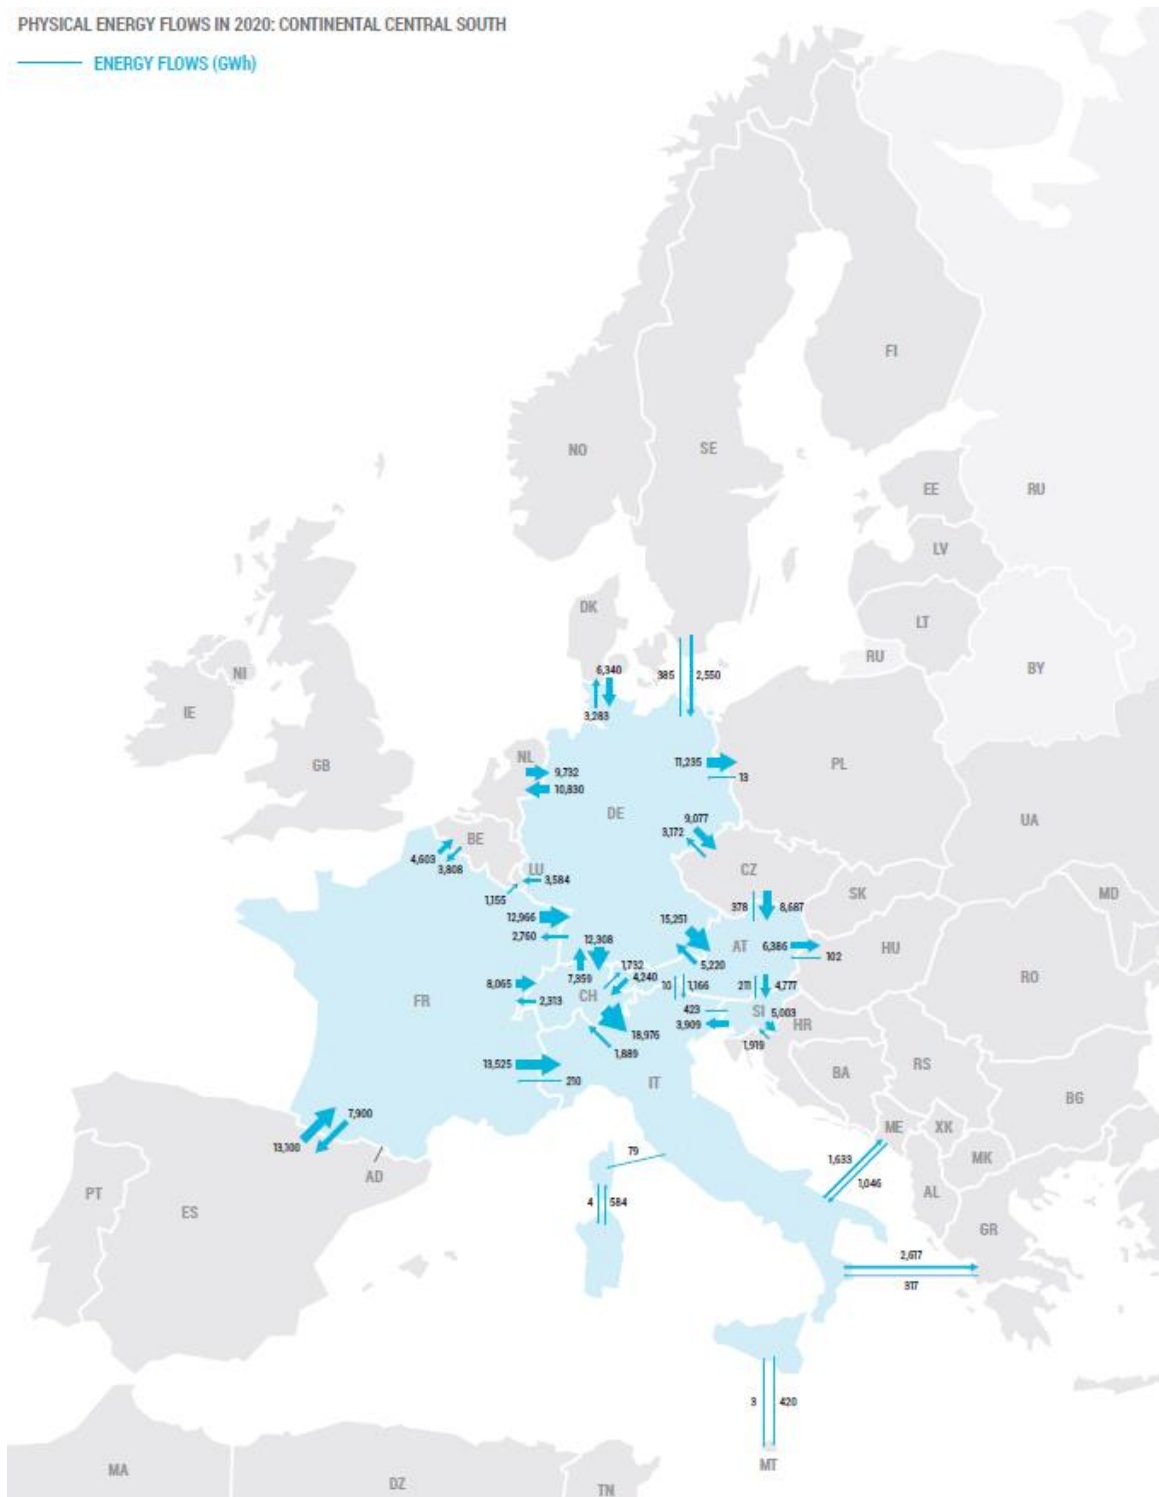 PHYSICAL ENERGY FLOWS IN 2020: CONTINENTAL CENTRAL SOUTH
ENERGY FLOWS (GWh)
FI
NO
SE
EE
RU
LV
DK
LT
NI
RU
BY
6,340
385
2,550
IE
3,283
GB
NL
11,235
PL
9,732
13
10,830
DE
9,077
UA
3,172
BE
4,603
3,808
LU
CZ
3,584
SK
MD
1,155
378
8,687
12,966
15,251
2,760
12,308
AT
6,386
HU
102
1,732
5,220
RO
7,359
4,240
8,065
10
1,166
211
4,777
FR
2,313
CH
423
SI
5,003
3,909
HR
18,976
1,889
1,919
13,525
210
IT
BA
RS
BG
7,900
13,100
ME
XK
79
1,633
MK
AD
1,046
PT
AL
ES
4
584
GR
2,617
317
3
420
MT
MA
DZ
TN